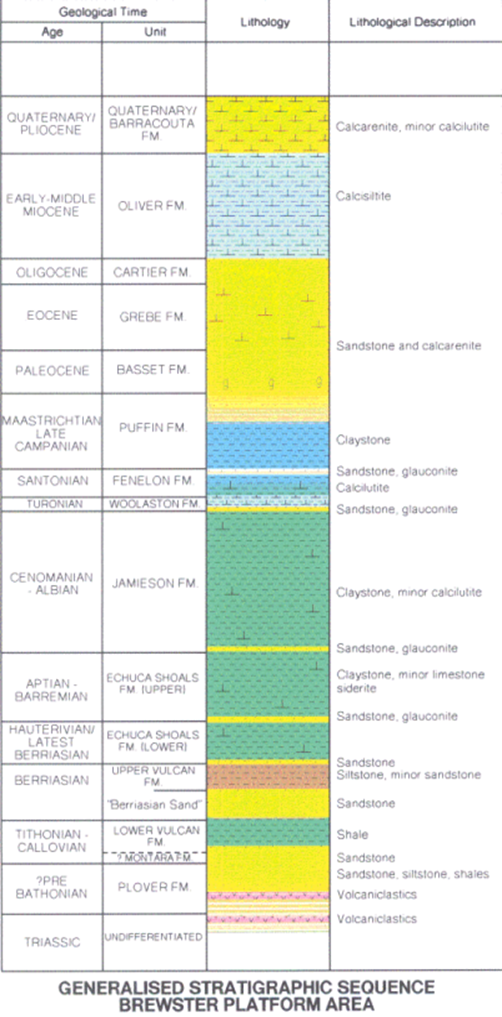 Geological Time
Lithology
Lithological Description
Age
Unit
QUATERNARY/
PLIOCENE
QUATERNARY/
BARRACOUTA
FM.
Calcarenite, minor calcilutite
EARLY-MIDDLE
MIOCENE
OLIVER FM.
Calcisiltite
OLIGOCENE
CARTIER FM.
EOCENE
GREBE FM.
Sandstone and calcarenite
PALEOCENE
BASSET FM.
MAASTRICHTIAN
LATE
CAMPANIAN
PUFFIN FM.
Claystone
Sandstone, glauconite
SANTONIAN
FENELON FM.
Calcilutite
TURONIAN
WOOLASTON FM.
Sandstone, glauconite
CENOMANIAN
- ALBIAN
JAMIESON FM.
Claystone, minor calcilutite
Sandstone, glauconite
APTIAN -
BARREMIAN
ECHUCA SHOALS
FM. (UPPER)
Claystone, minor limestone
siderite
Sandstone, glauconite
HAUTERIVIAN/
LATEST
BERRIASIAN
ECHUCA SHOALS
FM. (LOWER)
Sandstone
BERRIASIAN
UPPER VULCAN
FM.
Siltstone, minor sandstone
"Berriasian Sand"
Sandstone
TITHONIAN -
CALLOVIAN
LOWER VULCAN
FM.
Shale
? MONTARA FM.
Sandstone
?PRE
BATHONIAN
PLOVER FM.
Sandstone, siltstone, shales
Volcaniclastics
Volcaniclastics
TRIASSIC
UNDIFFERENTIATED
GENERALISED STRATIGRAPHIC SEQUENCE
BREWSTER PLATFORM AREA